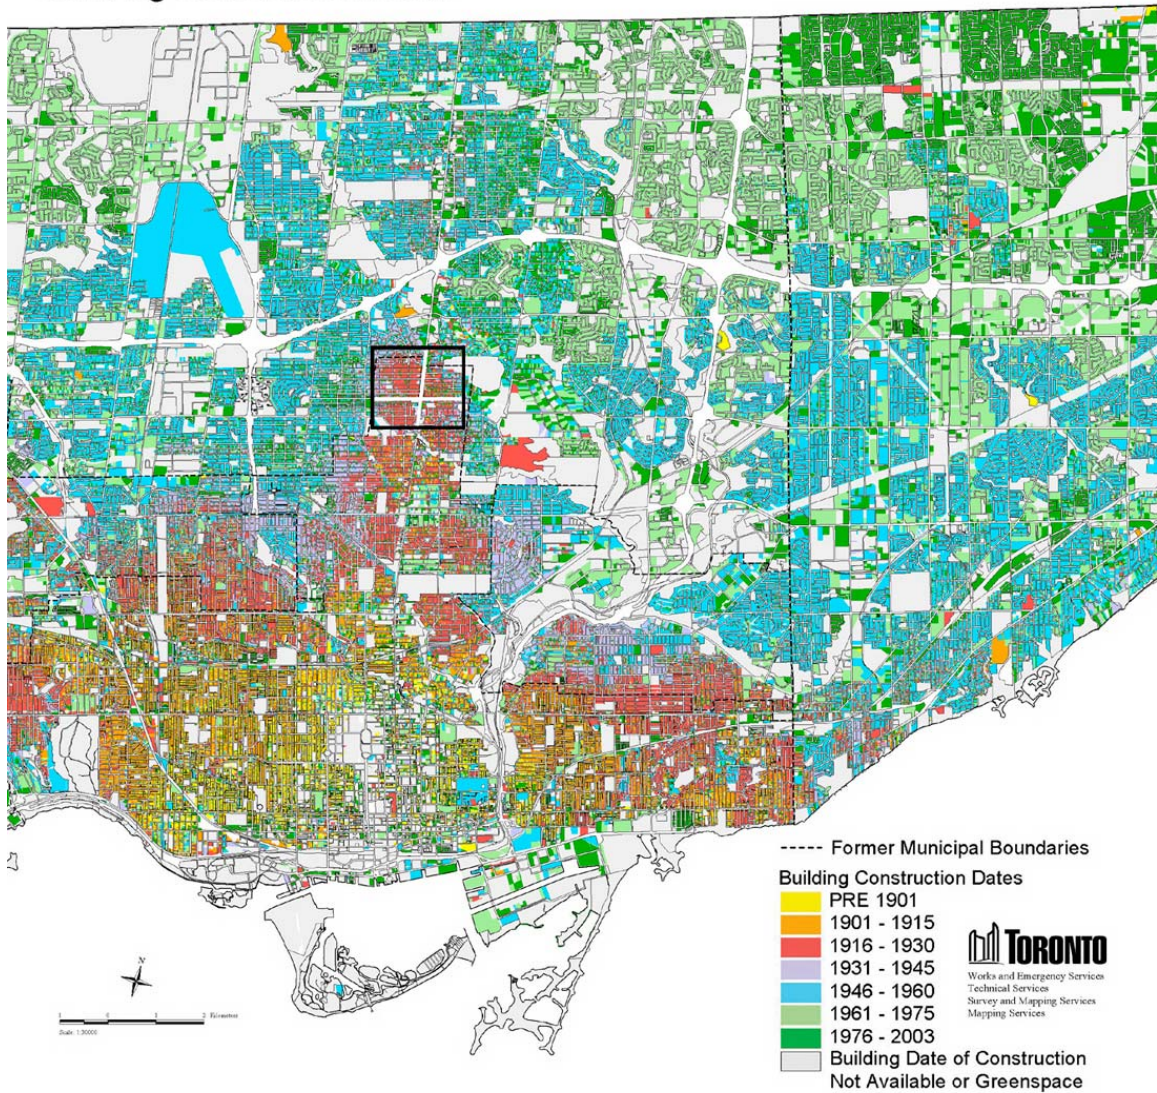 ---- Former Municipal Boundaries
Building Construction Dates
PRE 1901
1901 - 1915
1916 - 1930
1931 - 1945
1946 - 1960
1961 - 1975
1976 - 2003
Building Date of Construction
Not Available or Greenspace
TORONTO
Works and Emergency Services
Technical Services
Survey and Mapping Services
Mapping Services
N
Kilometers